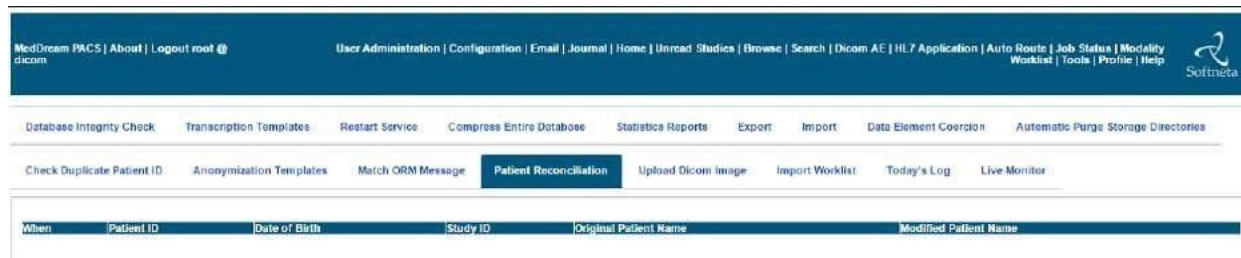 MedDream PACS | About | Logout root @
dicom
User Administration | Configuration | Email | Journal | Home | Unread Studies | Browse | Search | Dicom AE | HL7 Application | Auto Route | Job Status | Modality
Worklist | Tools | Profile | Help
Softneta
Database Integrity Check Transcription Templates Restart Service Compress Entire Database Statistics Reports Export Import Data Element Coercion Automatic Purge Storage Directories
Check Duplicate Patient ID Anonymization Templates Match ORM Message Patient Reconciliation Upload Dicom Image Import Worklist Today's Log Live Monitor
When Patient ID Date of Birth Study ID Original Patient Name Modified Patient Name